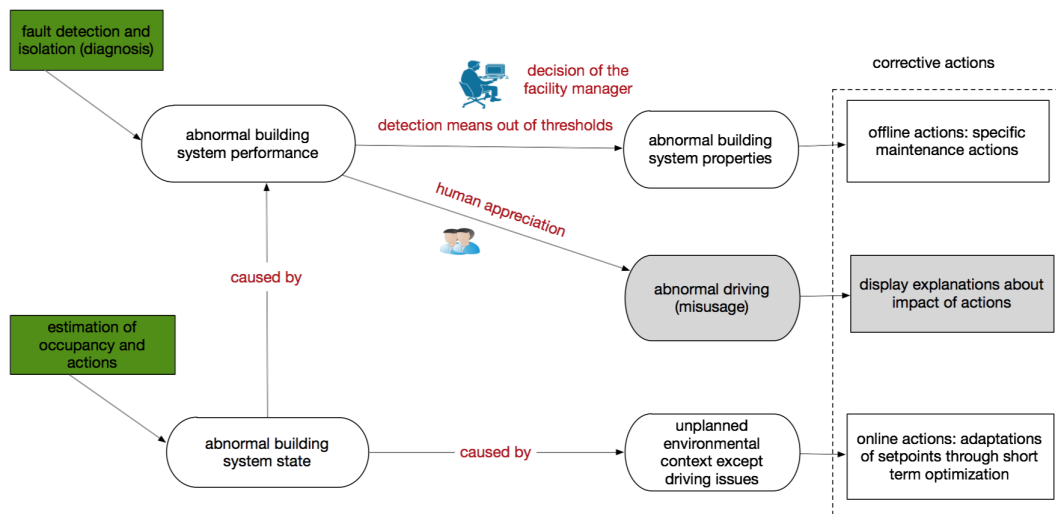 fault detection and
isolation (diagnosis)
decision of the
facility manager
corrective actions
detection means out of thresholds
abnormal building
system performance
abnormal building
system properties
offline actions: specific
maintenance actions
human appreciation
caused by
abnormal driving
(misusage)
display explanations about
impact of actions
estimation of
occupancy and
actions
abnormal building
system state
caused by
unplanned
environmental
context except
driving issues
online actions: adaptations
of setpoints through short
term optimization